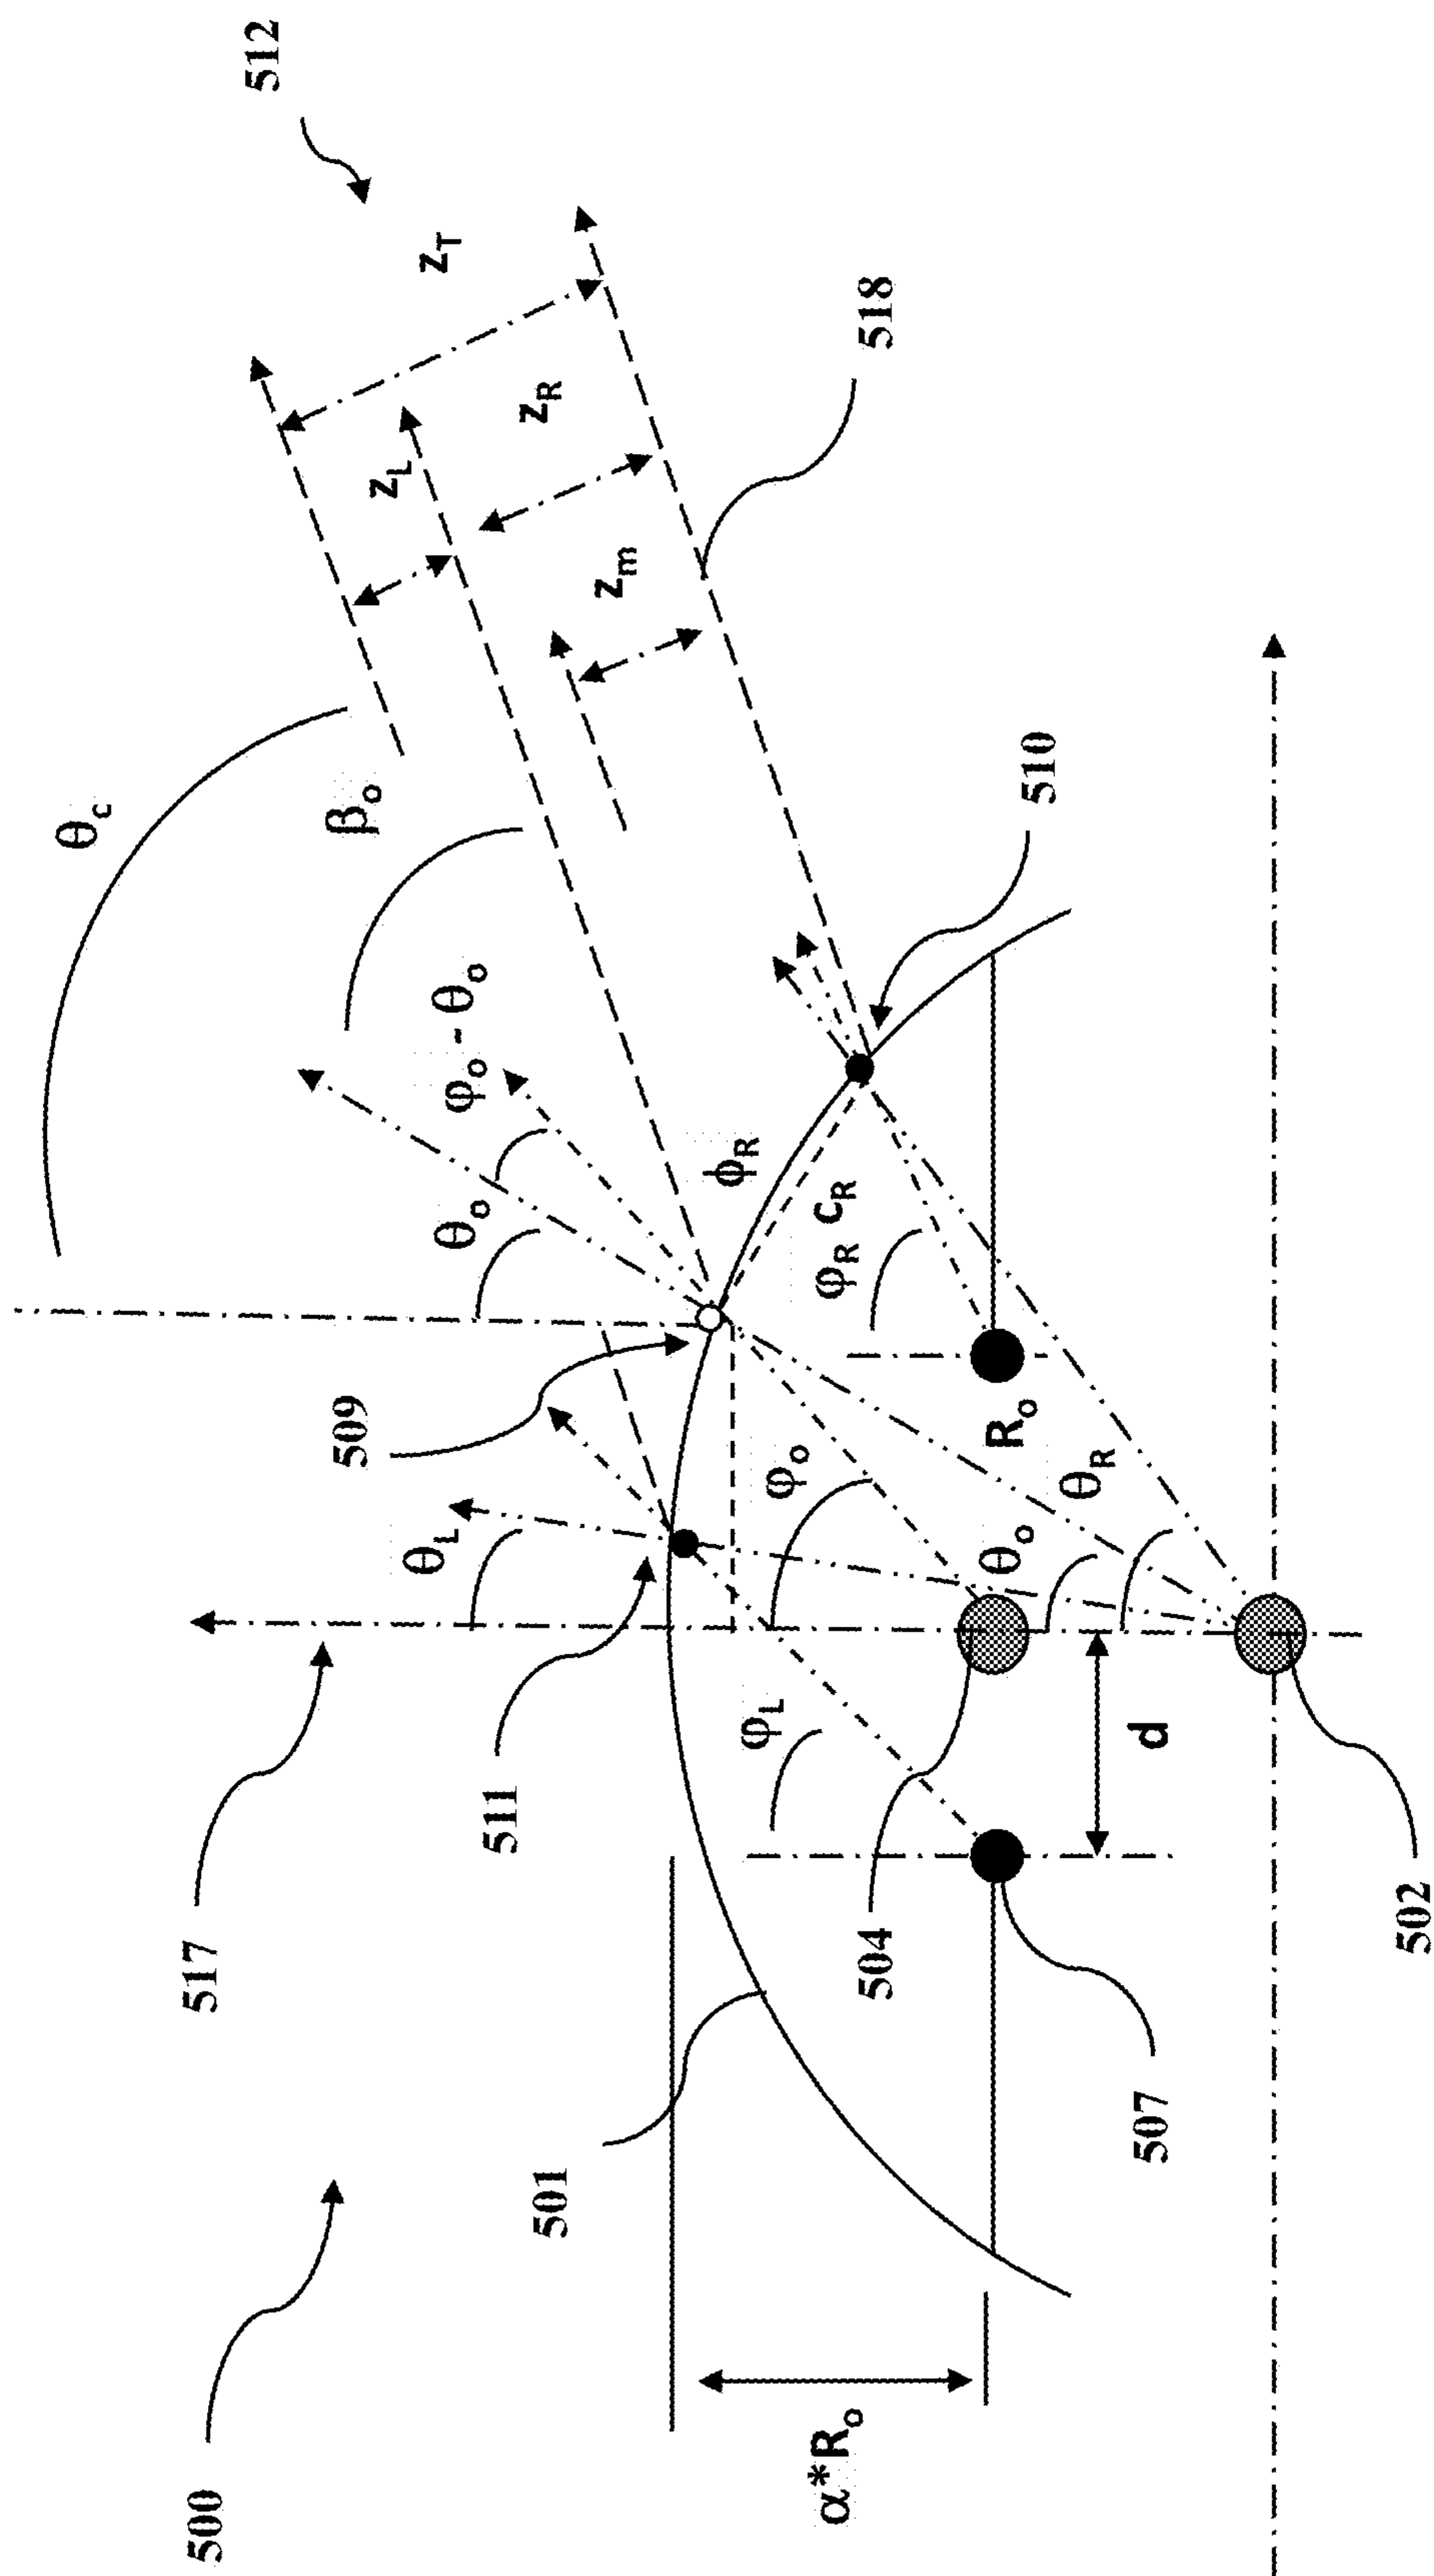 512
z_T
θ_c
z_L
z_R
518
β_o
z_m
φ_o - θ_o
510
θ_o
ϕ_R
c_R
φ_R
509
R_o
θ_L
φ_o
θ_R
θ_o
517
511
φ_L
d
504
502
501
507
500
α*R_o